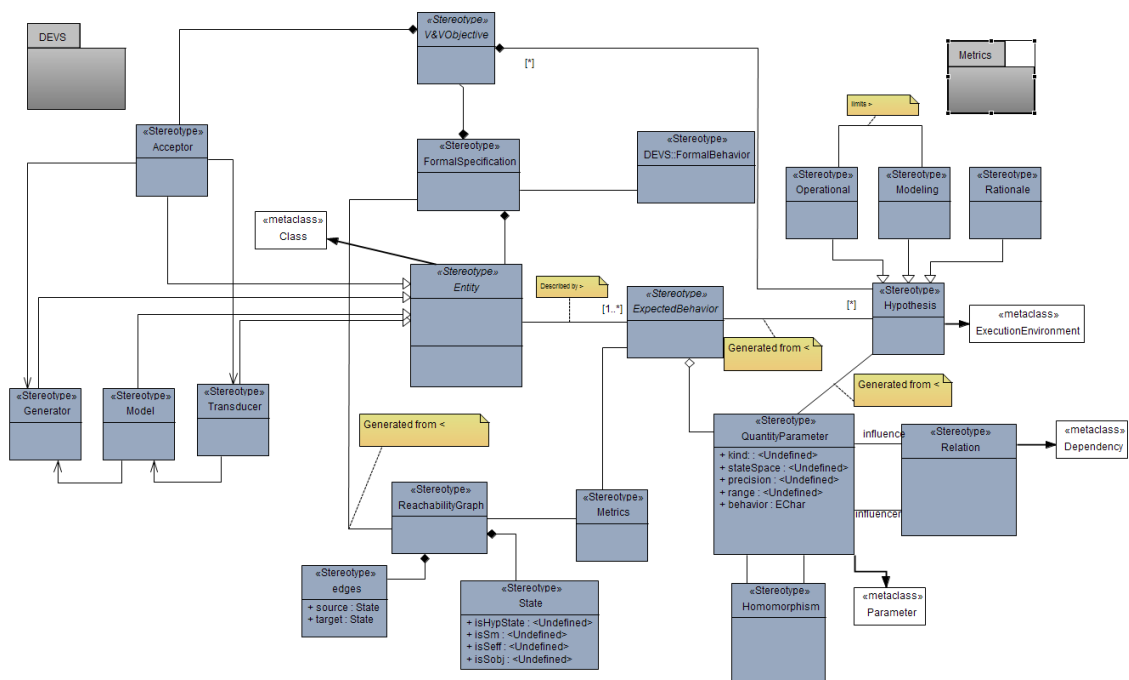 DEVS
«Stereotype»
V&VObjective
[*]
Metrics
limits >
«Stereotype»
Acceptor
«Stereotype»
FormalSpecification
«Stereotype»
DEVS::FormalBehavior
«Stereotype»
Operational
«Stereotype»
Modeling
«Stereotype»
Rationale
«metaclass»
Class
«Stereotype»
Entity
Described by >
[1..*]
«Stereotype»
ExpectedBehavior
[*]
«Stereotype»
Hypothesis
«metaclass»
ExecutionEnvironment
Generated from <
Generated from <
«Stereotype»
Generator
«Stereotype»
Model
«Stereotype»
Transducer
Generated from <
«Stereotype»
QuantityParameter
+ kind: : <Undefined>
+ stateSpace : <Undefined>
+ precision : <Undefined>
+ range : <Undefined>
+ behavior : EChar
influence
influencer
«Stereotype»
Relation
«metaclass»
Dependency
«Stereotype»
ReachabilityGraph
«Stereotype»
Metrics
«Stereotype»
edges
+ source : State
+ target : State
«Stereotype»
State
+ isHypState : <Undefined>
+ isSm : <Undefined>
+ isSeff : <Undefined>
+ isSobj : <Undefined>
«Stereotype»
Homomorphism
«metaclass»
Parameter